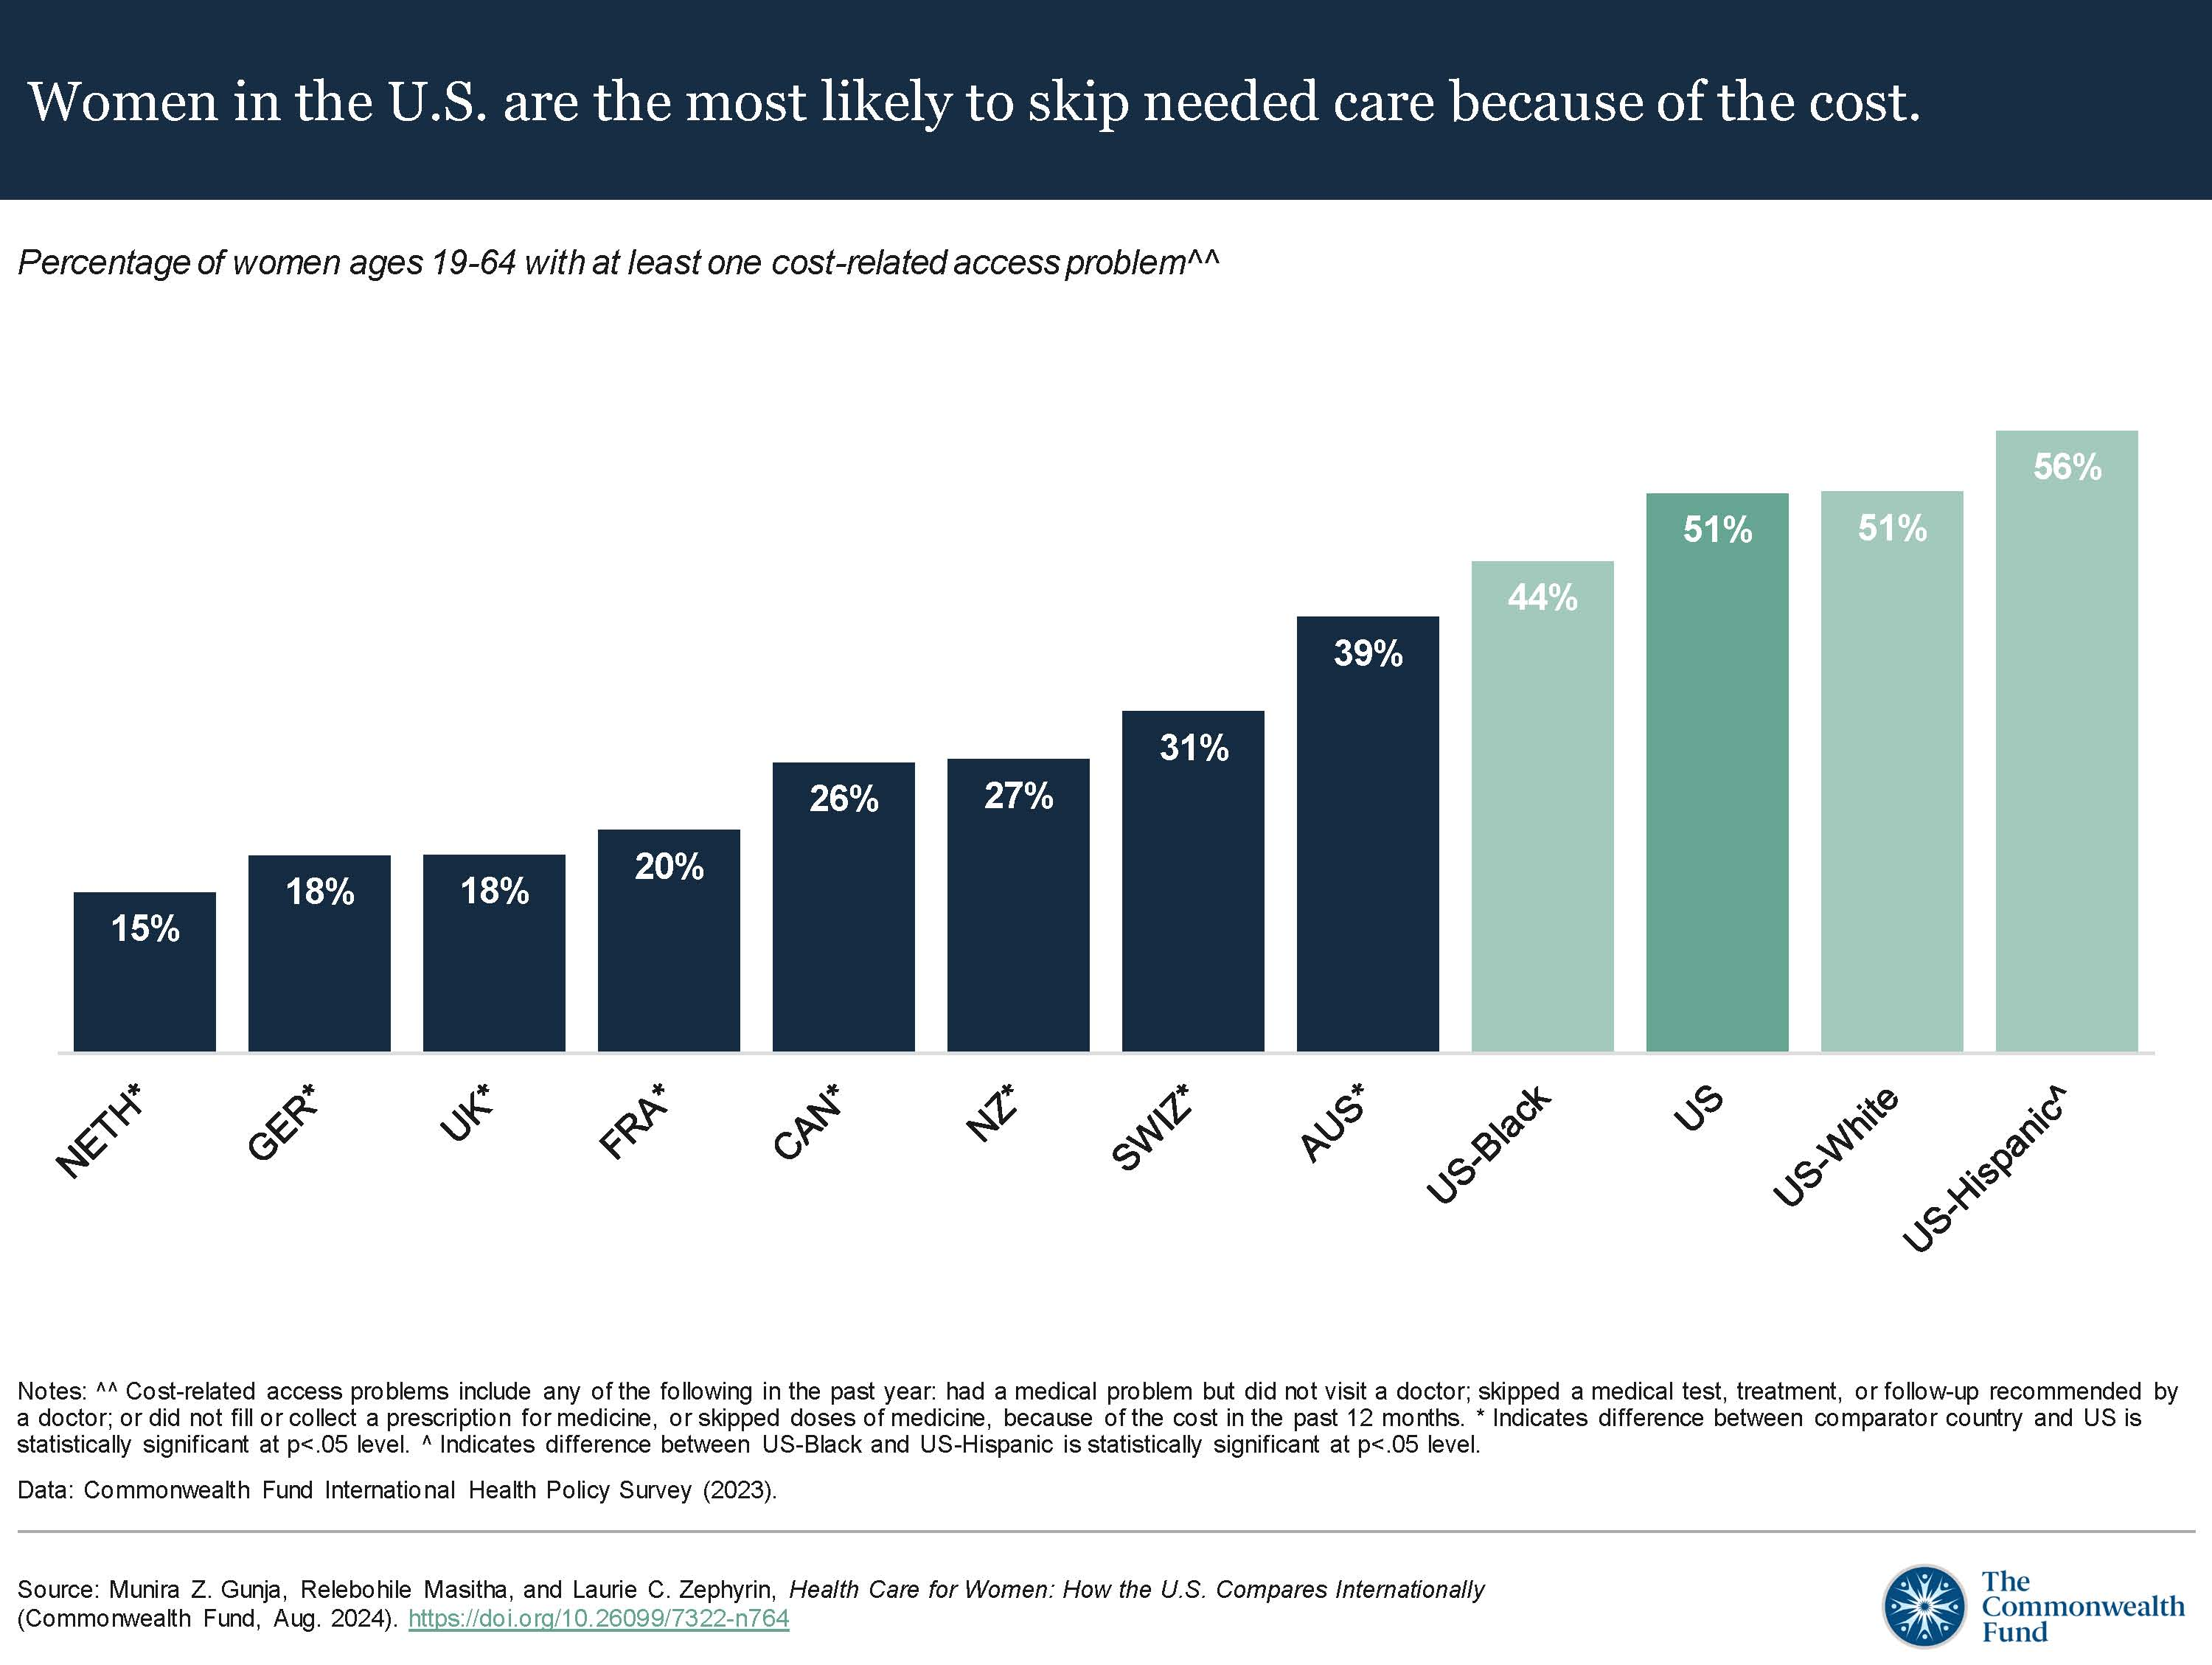 Women in the U.S. are the most likely to skip needed care because of the cost.
Percentage of women ages 19-64 with at least one cost-related access problem^^
56%
51%
51%
44%
39%
31%
27%
26%
20%
18%
18%
15%
NETH*
GER*
UK*
FRA*
CAN*
NZ*
SWIZ*
AUS*
US-Black
US
US-White
US-Hispanic^
Notes: ^^ Cost-related access problems include any of the following in the past year: had a medical problem but did not visit a doctor; skipped a medical test, treatment, or follow-up recommended by
a doctor; or did not fill or collect a prescription for medicine, or skipped doses of medicine, because of the cost in the past 12 months. * Indicates difference between comparator country and US is
statistically significant at p<.05 level. ^ Indicates difference between US-Black and US-Hispanic is statistically significant at p<.05 level.
Data: Commonwealth Fund International Health Policy Survey (2023).
Source: Munira Z. Gunja, Relebohile Masitha, and Laurie C. Zephyrin, Health Care for Women: How the U.S. Compares Internationally
(Commonwealth Fund, Aug. 2024). https://doi.org/10.26099/7322-n764
The
Commonwealth
Fund